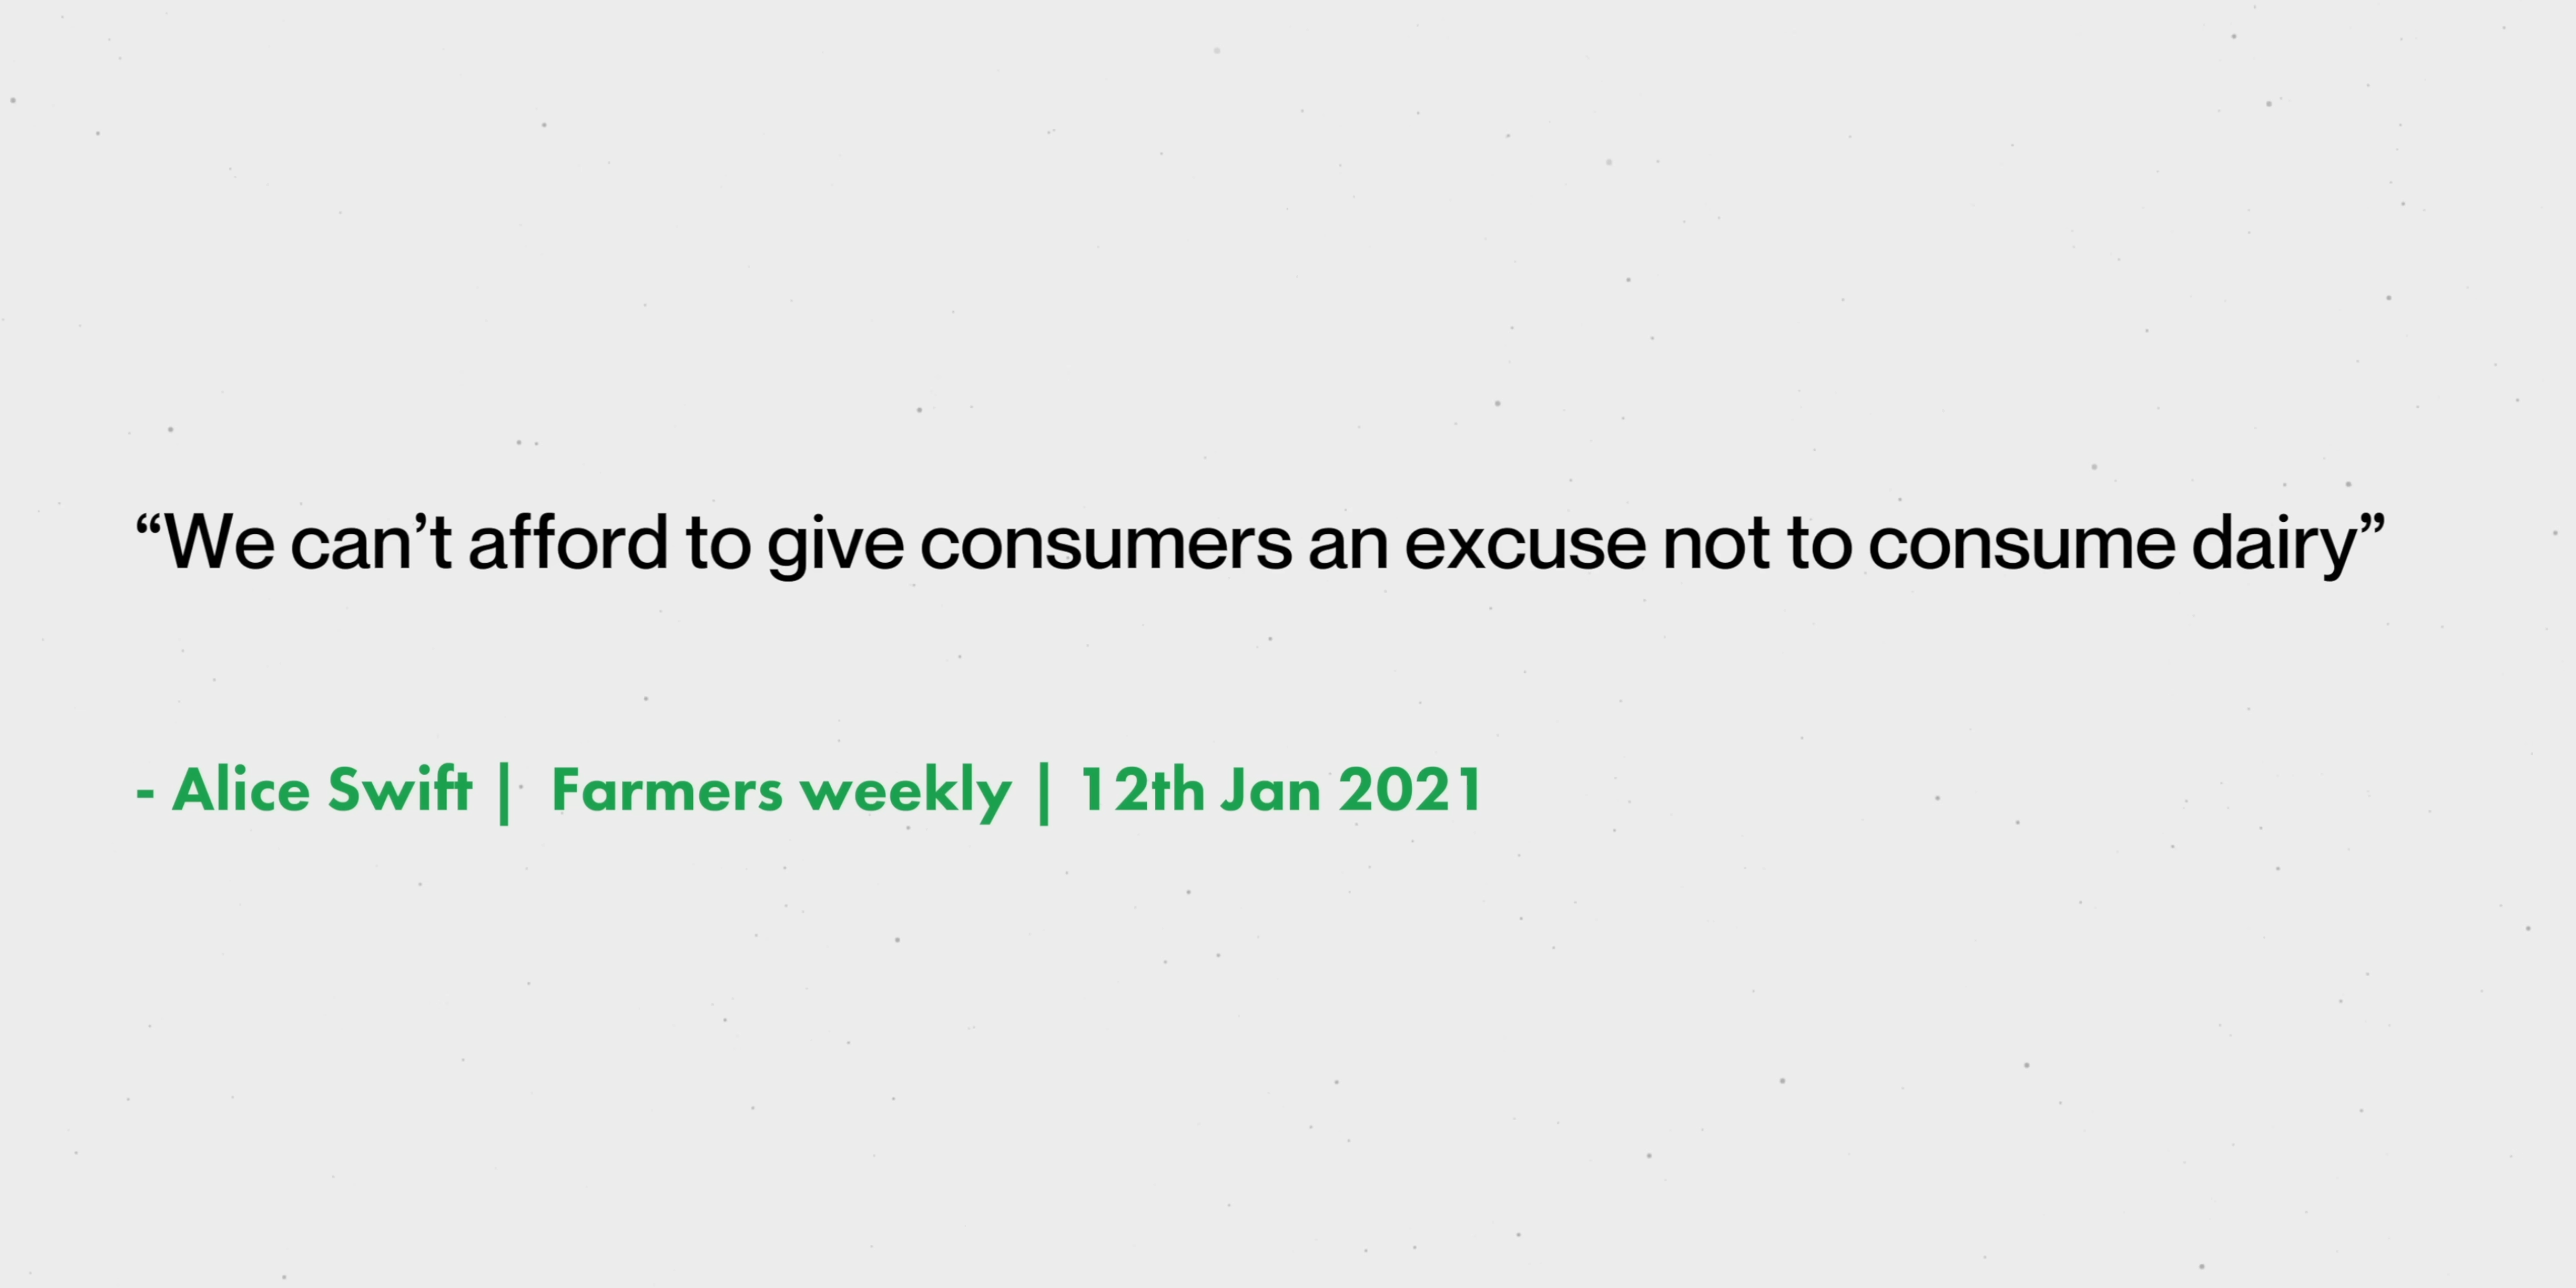 “We can’t afford to give consumers an excuse not to consume dairy”
- Alice Swift | Farmers weekly | 12th Jan 2021